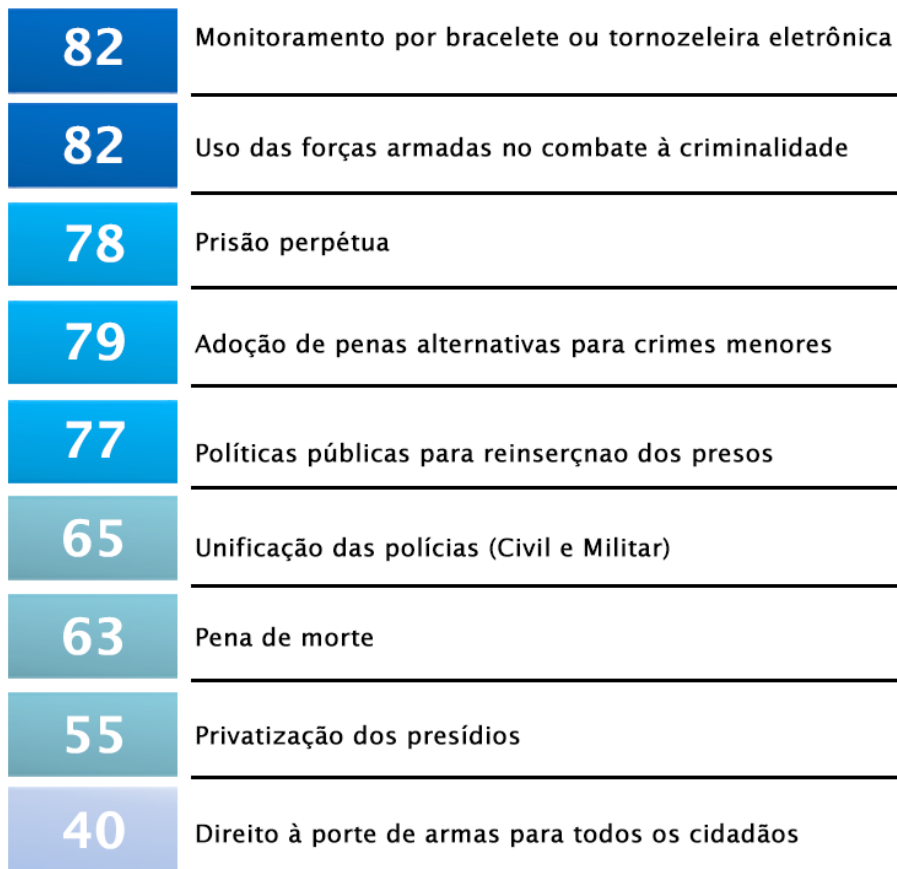 82 Monitoramento por bracelete ou tornozeleira eletrônica
82 Uso das forças armadas no combate à criminalidade
78 Prisão perpétua
79 Adoção de penas alternativas para crimes menores
77 Políticas públicas para reinserçnao dos presos
65 Unificação das polícias (Civil e Militar)
63 Pena de morte
55 Privatização dos presídios
40 Direito à porte de armas para todos os cidadãos